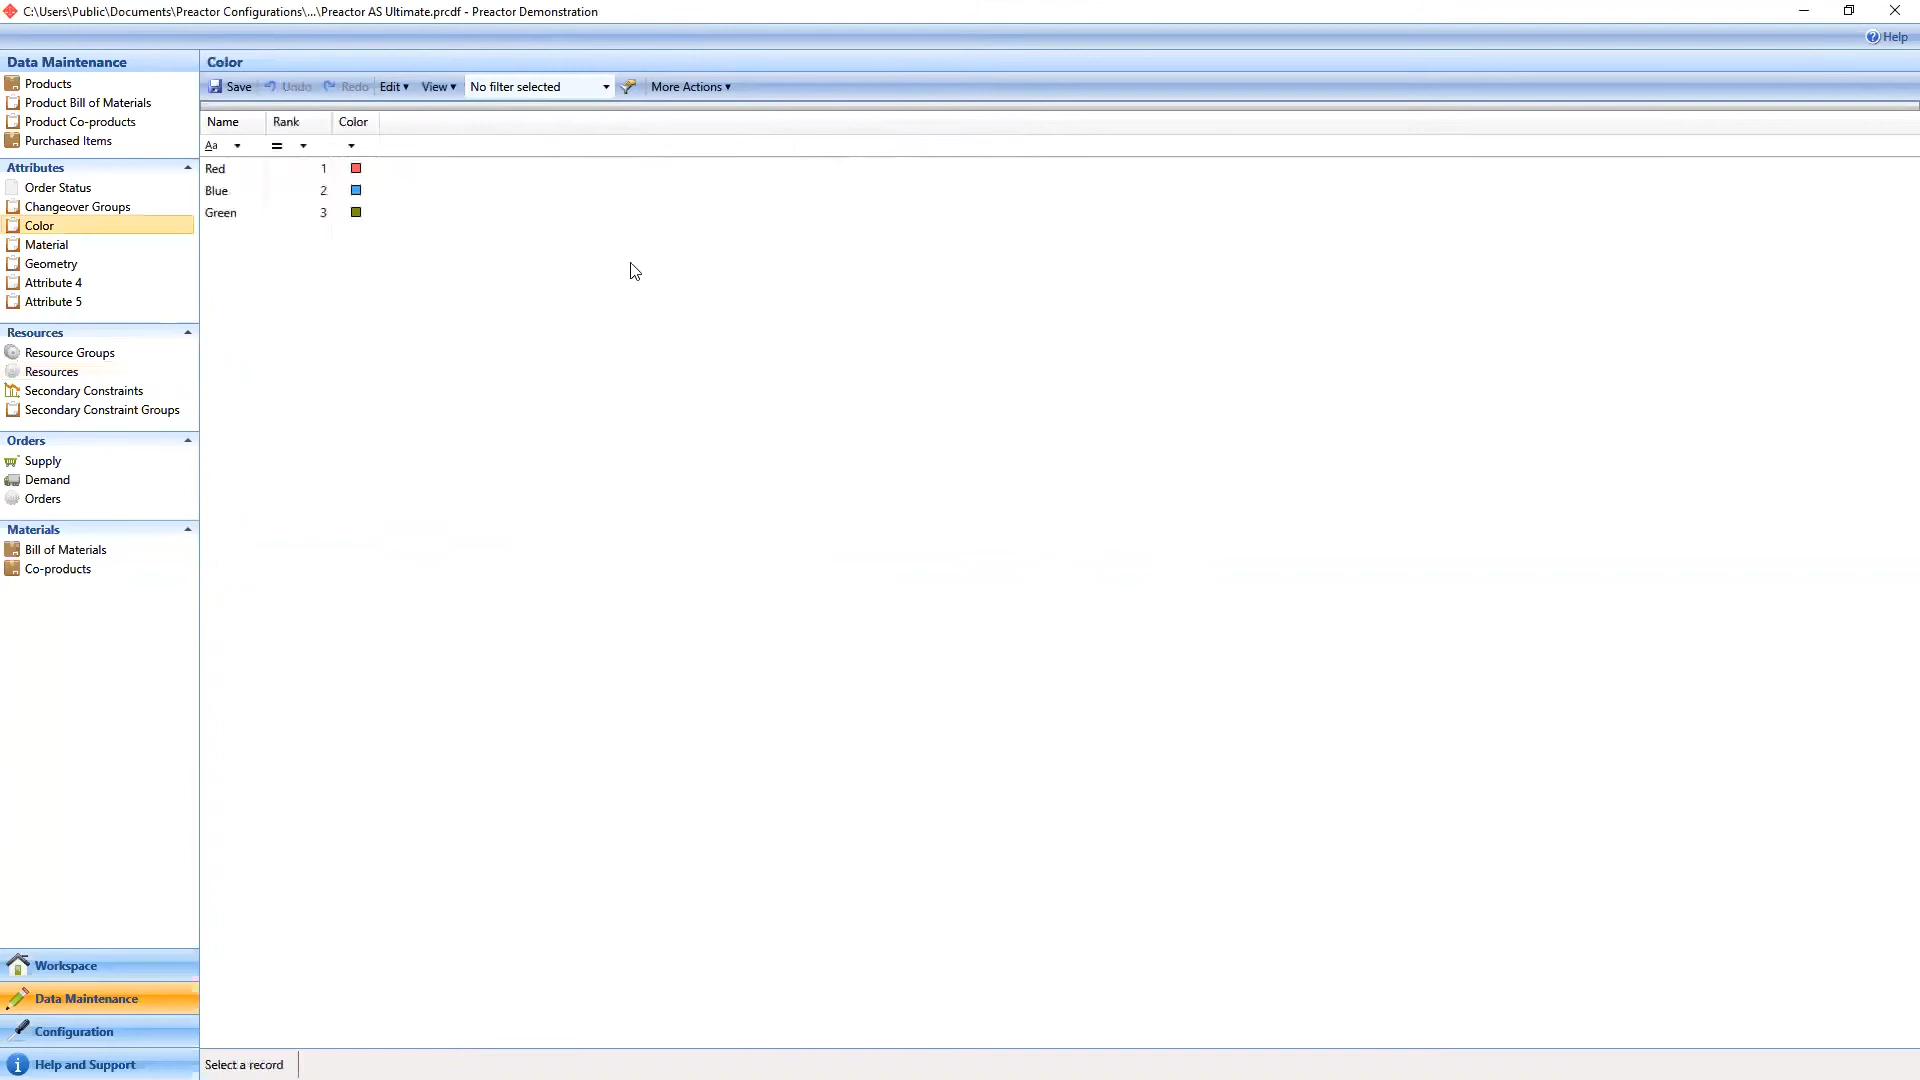 C:\Users\Public\Documents\Preactor Configurations\...\Preactor AS Ultimate.prcdf - Preactor Demonstration
Help
Data Maintenance
Products
Product Bill of Materials
Product Co-products
Purchased Items
Attributes
Order Status
Changeover Groups
Color
Material
Geometry
Attribute 4
Attribute 5
Resources
Resource Groups
Resources
Secondary Constraints
Secondary Constraint Groups
Orders
Supply
Demand
Orders
Materials
Bill of Materials
Co-products
Workspace
Data Maintenance
Configuration
Help and Support
Color
Save Undo Redo Edit View No filter selected More Actions
Name Rank Color
Aa =
Red 1
Blue 2
Green 3
Select a record